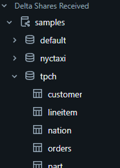 Delta Shares Received
samples
default
nyctaxi
tpch
customer
lineitem
nation
orders
part